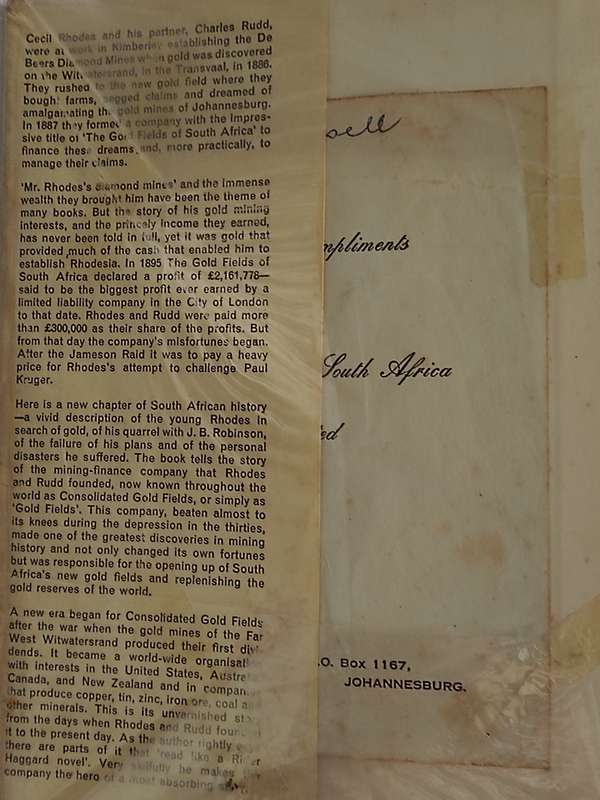 Cecil Rhodes and his partner, Charles Rudd,
were at work in Kimberley establishing the De
Beers Diamond Mines when gold was discovered
on the Witwatersrand, in the Transvaal, in 1886.
They rushed to the new gold field where they
bought farms, pegged claims and dreamed of
amalgamating the gold mines of Johannesburg.
In 1887 they formed a company with the impres-
sive title of 'The Gold Fields of South Africa' to
finance these dreams and, more practically, to
manage their claims.
'Mr. Rhodes's diamond mines' and the immense
wealth they brought him have been the theme of
many books. But the story of his gold mining
interests, and the princely income they earned,
has never been told in full, yet it was gold that
provided much of the cash that enabled him to
establish Rhodesia. In 1895 The Gold Fields of
South Africa declared a profit of £2,161,778—
said to be the biggest profit ever earned by a
limited liability company in the City of London
to that date. Rhodes and Rudd were paid more
than £300,000 as their share of the profits. But
from that day the company's misfortunes began.
After the Jameson Raid it was to pay a heavy
price for Rhodes's attempt to challenge Paul
Kruger.
Here is a new chapter of South African history
—a vivid description of the young Rhodes in
search of gold, of his quarrel with J. B. Robinson,
of the failure of his plans and of the personal
disasters he suffered. The book tells the story
of the mining-finance company that Rhodes
and Rudd founded, now known throughout the
world as Consolidated Gold Fields, or simply as
'Gold Fields'. This company, beaten almost to
its knees during the depression in the thirties,
made one of the greatest discoveries in mining
history and not only changed its own fortunes
but was responsible for the opening up of South
Africa's new gold fields and replenishing the
gold reserves of the world.
A new era began for Consolidated Gold Fields
after the war when the gold mines of the Far
West Witwatersrand produced their first divi
dends. It became a world-wide organisat
with interests in the United States, Austra
Canada, and New Zealand and in compan
that produce copper, tin, zinc, iron ore, coal a
other minerals. This is its unvarnished st
from the days when Rhodes and Rudd foun
it to the present day. As the author rightly
there are parts of it that 'read like a Rider
Haggard novel'. Very skilfully he makes
company the hero of a most absorbing
sell
mpliments
South Africa
ed
.O. Box 1167,
JOHANNESBURG.